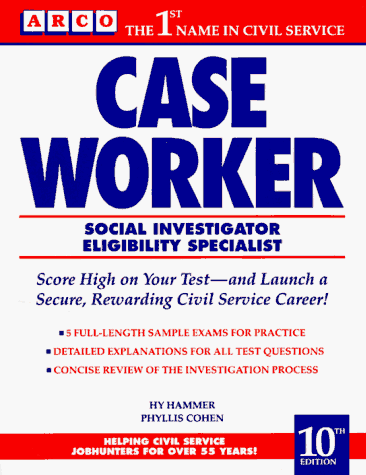 ARCO THE 1ST NAME IN CIVIL SERVICE
CASE
WORKER
SOCIAL INVESTIGATOR
ELIGIBILITY SPECIALIST
Score High on Your Test—and Launch a
Secure, Rewarding Civil Service Career!
■ 5 FULL-LENGTH SAMPLE EXAMS FOR PRACTICE
■ DETAILED EXPLANATIONS FOR ALL TEST QUESTIONS
■ CONCISE REVIEW OF THE INVESTIGATION PROCESS
HY HAMMER
PHYLLIS COHEN
HELPING CIVIL SERVICE
JOBHUNTERS FOR OVER 55 YEARS!
10TH
EDITION